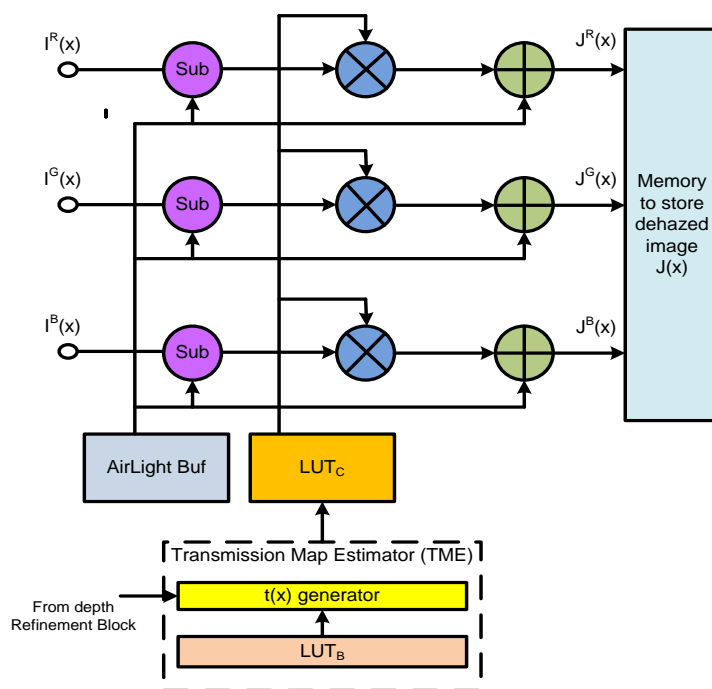 I^R(x)
Sub
J^R(x)
I^G(x)
Sub
J^G(x)
Memory
to store
dehazed
image
J(x)
I^B(x)
Sub
J^B(x)
AirLight Buf
LUT_C
Transmission Map Estimator (TME)
t(x) generator
From depth
Refinement Block
LUT_B